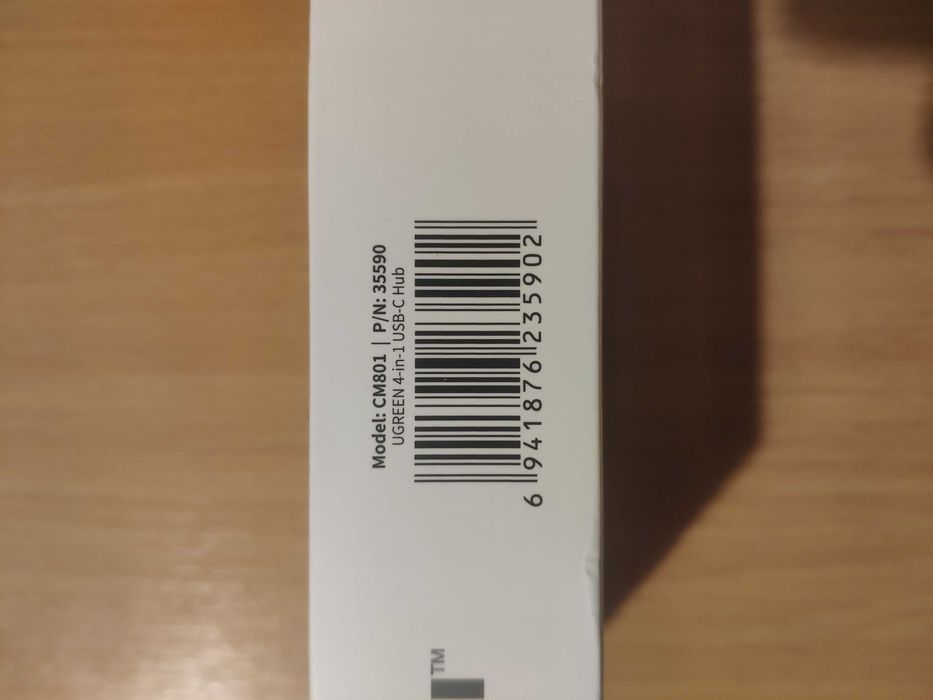 Model: CM801 | P/N: 35590
UGREEN 4-in-1 USB-C Hub
6 941876 235902
™